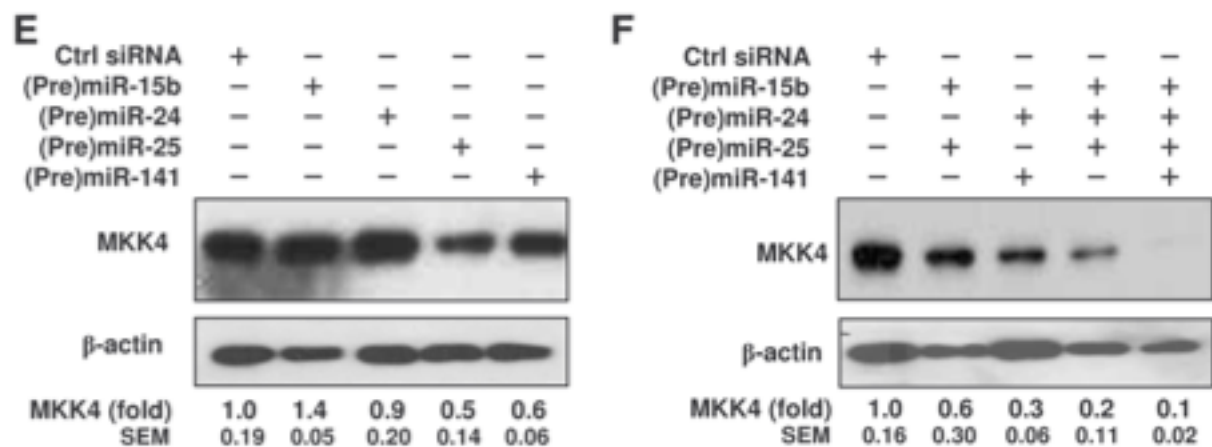 E
Ctrl siRNA + − − − −
(Pre)miR-15b − + − − −
(Pre)miR-24 − − + − −
(Pre)miR-25 − − − + −
(Pre)miR-141 − − − − +
MKK4
β-actin
MKK4 (fold) 1.0 1.4 0.9 0.5 0.6
SEM 0.19 0.05 0.20 0.14 0.06
F
Ctrl siRNA + − − − −
(Pre)miR-15b − + − + +
(Pre)miR-24 − − + + +
(Pre)miR-25 − + − + +
(Pre)miR-141 − − + − +
MKK4
β-actin
MKK4 (fold) 1.0 0.6 0.3 0.2 0.1
SEM 0.16 0.30 0.06 0.11 0.02